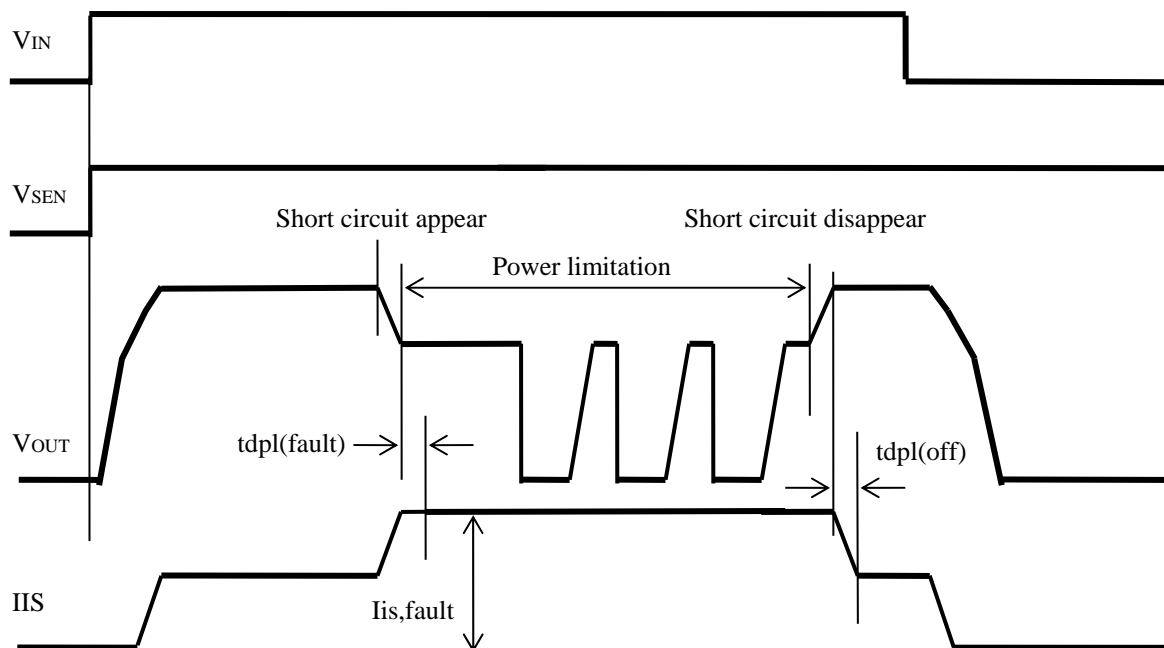 VIN
VSEN
Short circuit appear
Short circuit disappear
Power limitation
VOUT
tdpl(fault)
tdpl(off)
IIS
Iis,fault